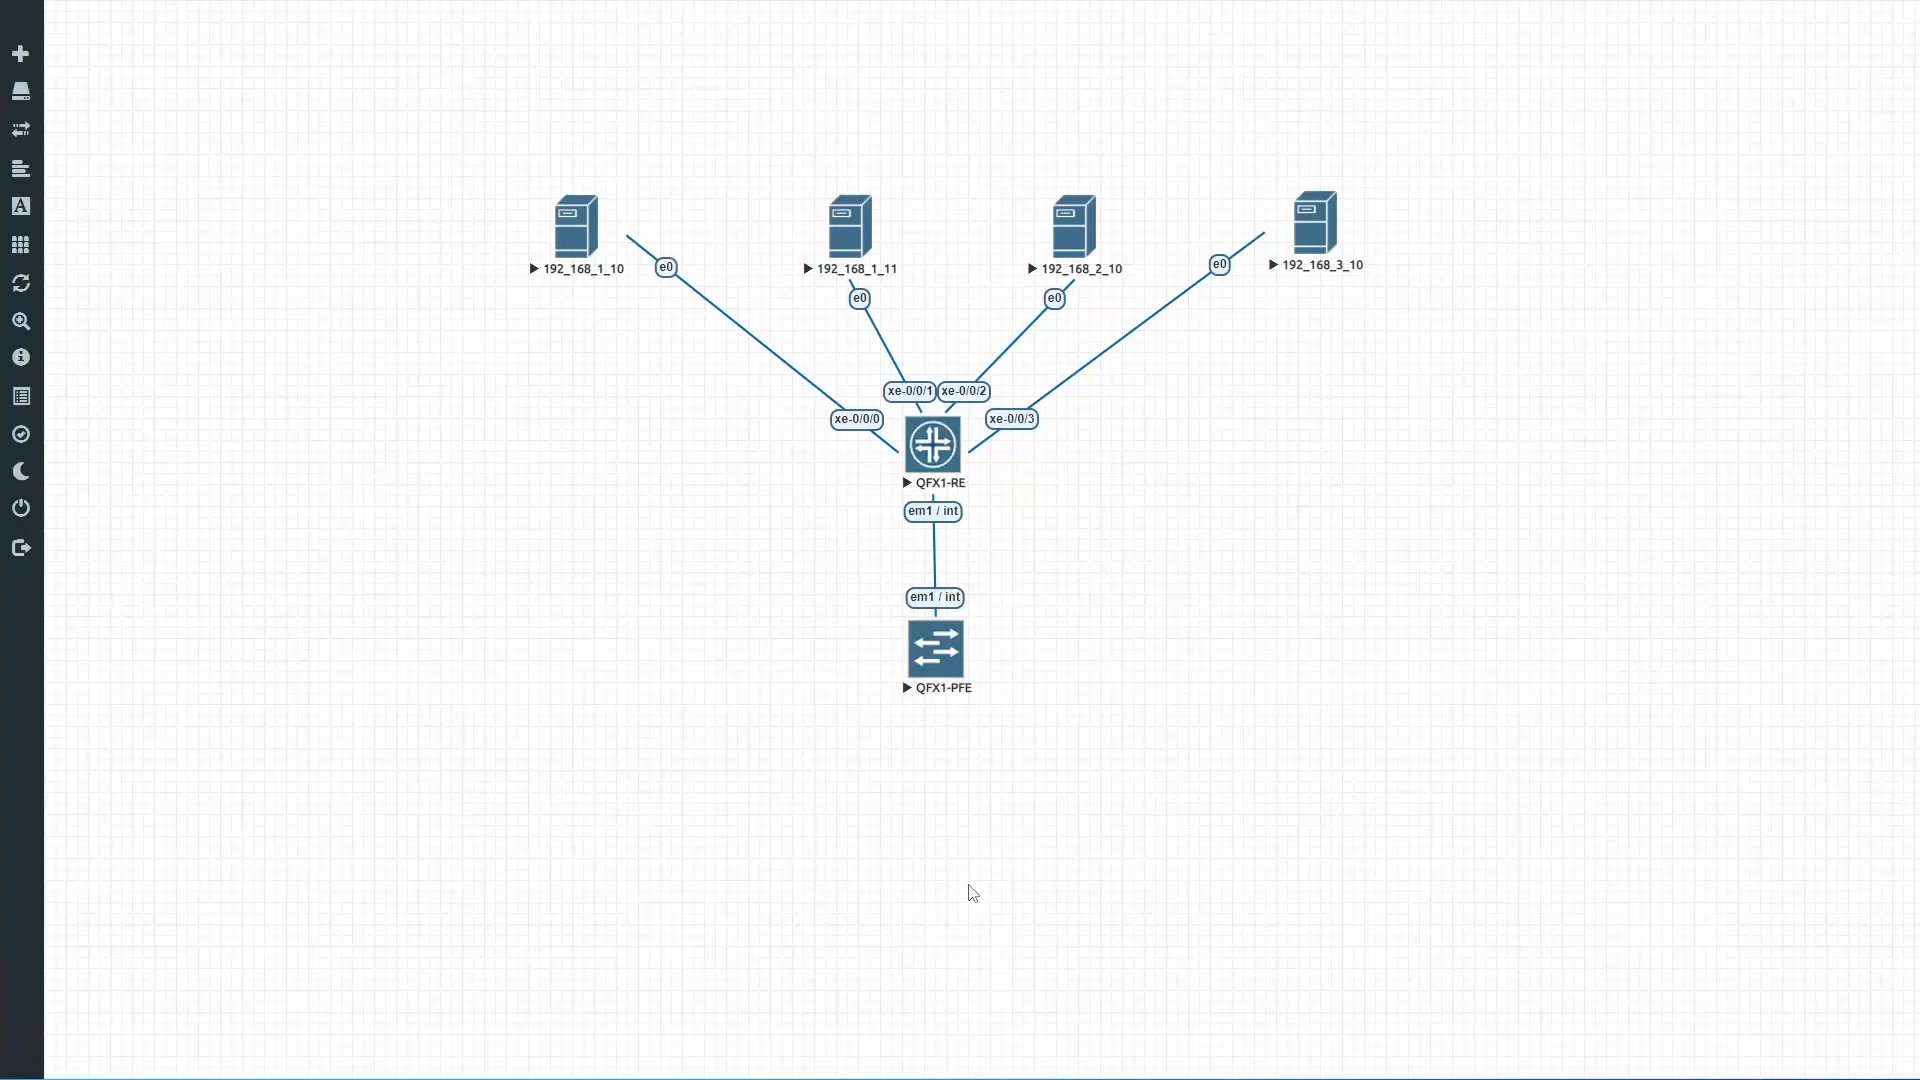 192_168_1_10
192_168_1_11
192_168_2_10
192_168_3_10
e0
e0
e0
e0
xe-0/0/0
xe-0/0/1
xe-0/0/2
xe-0/0/3
QFX1-RE
em1 / int
em1 / int
QFX1-PFE